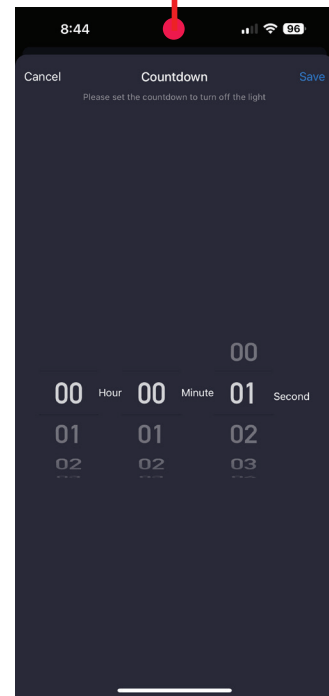 8:44 96
Cancel Countdown Save
Please set the countdown to turn off the light
00
00 Hour 00 Minute 01 Second
01 01 02
02 02 03